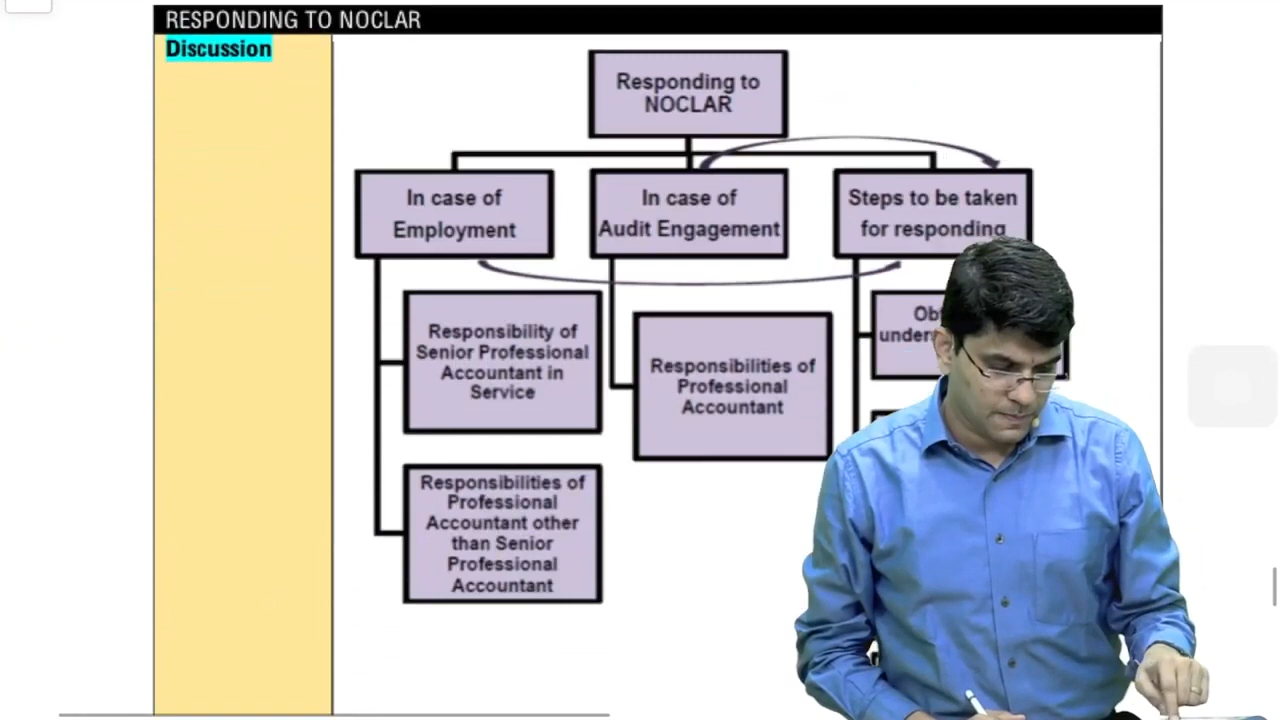 RESPONDING TO NOCLAR
Discussion
Responding to
NOCLAR
In case of
Employment
In case of
Audit Engagement
Steps to be taken
for responding
Responsibility of
Senior Professional
Accountant in
Service
Responsibilities of
Professional
Accountant other
than Senior
Professional
Accountant
Responsibilities of
Professional
Accountant